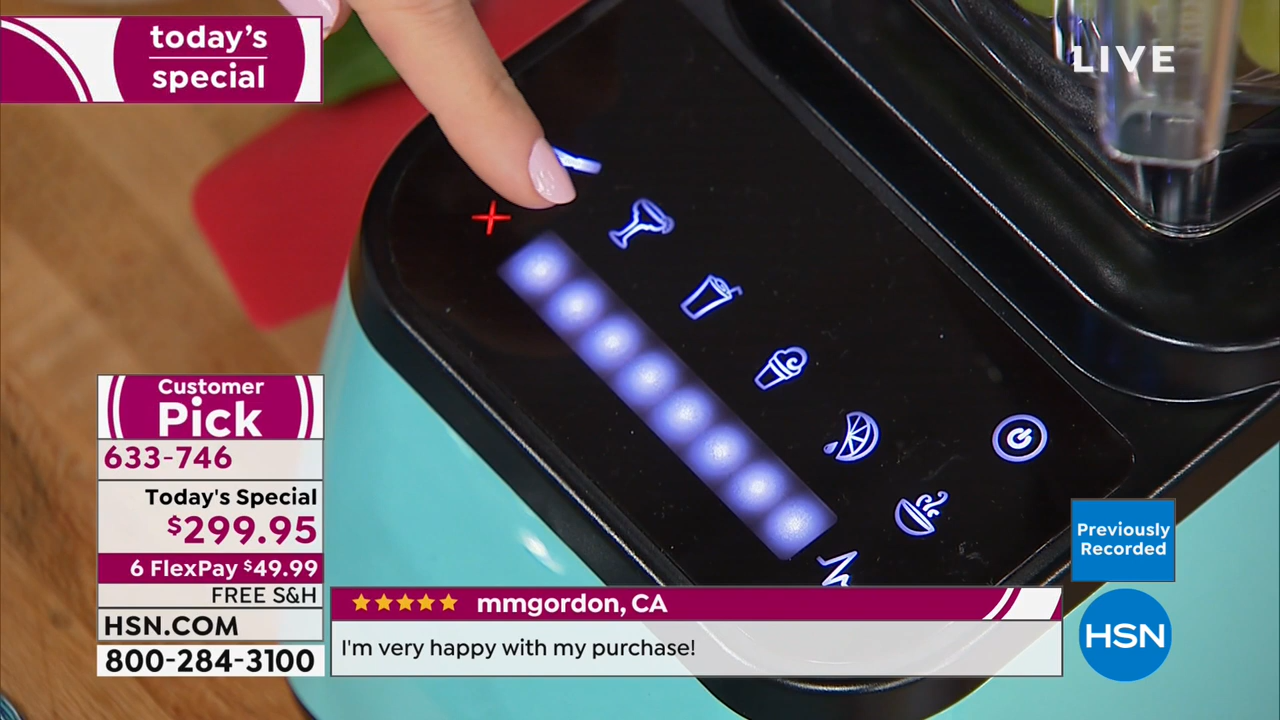 today's
special
LIVE
Customer
Pick
633-746
Today's Special
$299.95
6 FlexPay $49.99
FREE S&H
HSN.COM
800-284-3100
★★★★★ mmgordon, CA
I'm very happy with my purchase!
Previously
Recorded
HSN